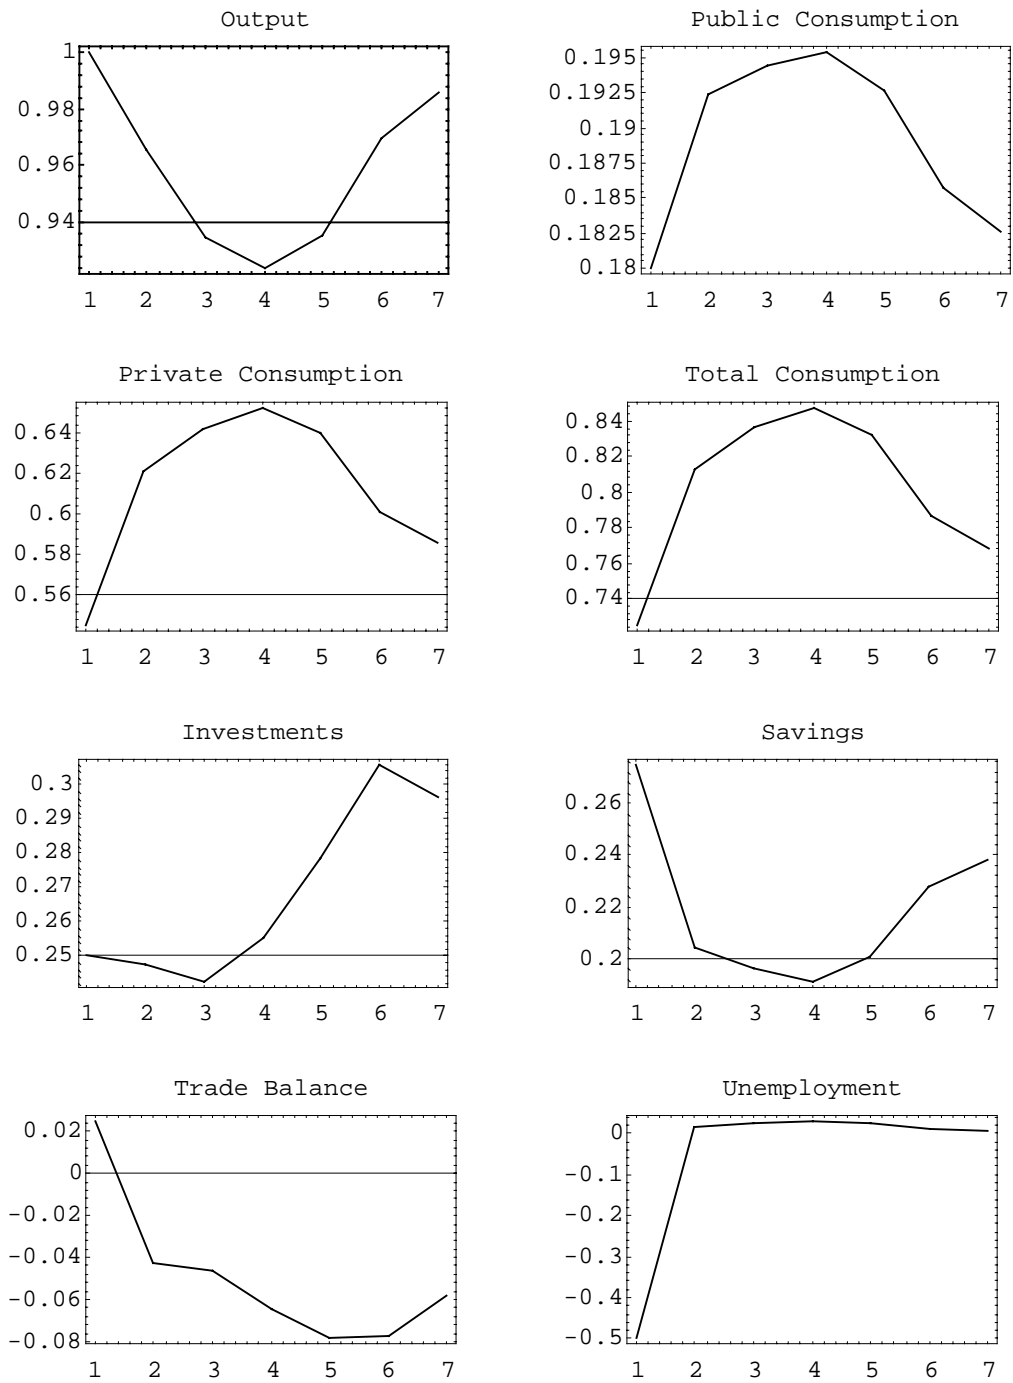 Output
1
0.98
0.96
0.94
1 2 3 4 5 6 7
Public Consumption
0.195
0.1925
0.19
0.1875
0.185
0.1825
0.18
1 2 3 4 5 6 7
Private Consumption
0.64
0.62
0.6
0.58
0.56
1 2 3 4 5 6 7
Total Consumption
0.84
0.82
0.8
0.78
0.76
0.74
1 2 3 4 5 6 7
Investments
0.3
0.29
0.28
0.27
0.26
0.25
1 2 3 4 5 6 7
Savings
0.26
0.24
0.22
0.2
1 2 3 4 5 6 7
Trade Balance
0.02
0
-0.02
-0.04
-0.06
-0.08
1 2 3 4 5 6 7
Unemployment
0
-0.1
-0.2
-0.3
-0.4
-0.5
1 2 3 4 5 6 7